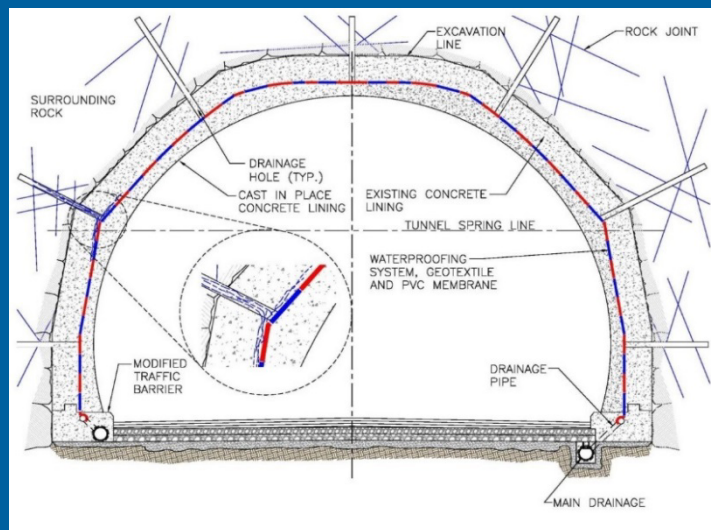 EXCAVATION
LINE
ROCK JOINT
SURROUNDING
ROCK
DRAINAGE
HOLE (TYP.)
CAST IN PLACE
CONCRETE LINING
EXISTING CONCRETE
LINING
TUNNEL SPRING LINE
WATERPROOFING
SYSTEM, GEOTEXTILE
AND PVC MEMBRANE
MODIFIED
TRAFFIC
BARRIER
DRAINAGE
PIPE
MAIN DRAINAGE